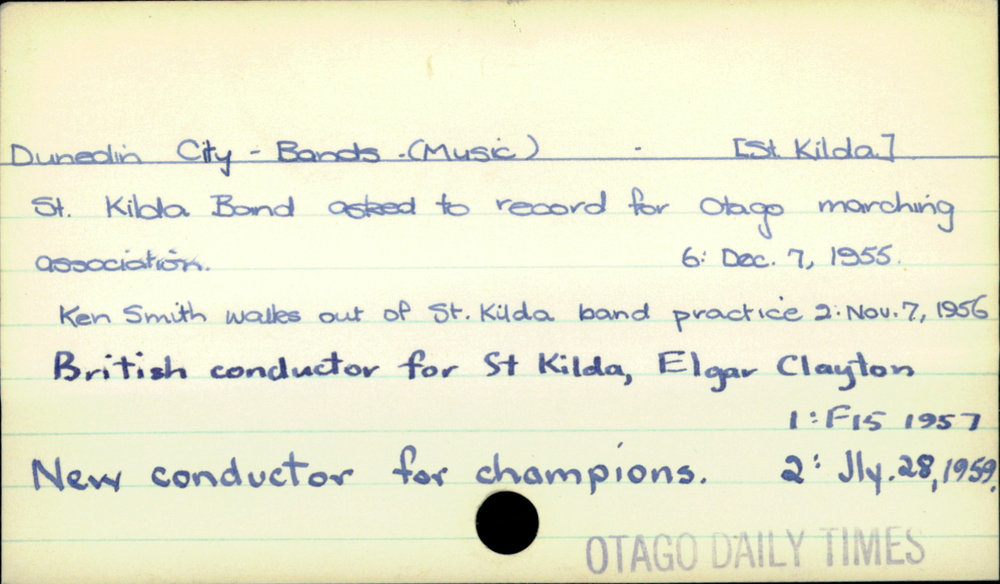 Dunedin City - Bands - (Music) - [St. Kilda]
St. Kilda Band asked to record for Otago marching
association. 6: Dec. 7, 1955.
Ken Smith walks out of St. Kilda band practice 2: Nov. 7, 1956
British conductor for St Kilda, Elgar Clayton
1: F15 1957
New conductor for champions. 2: Jly. 28, 1959.
OTAGO DAILY TIMES